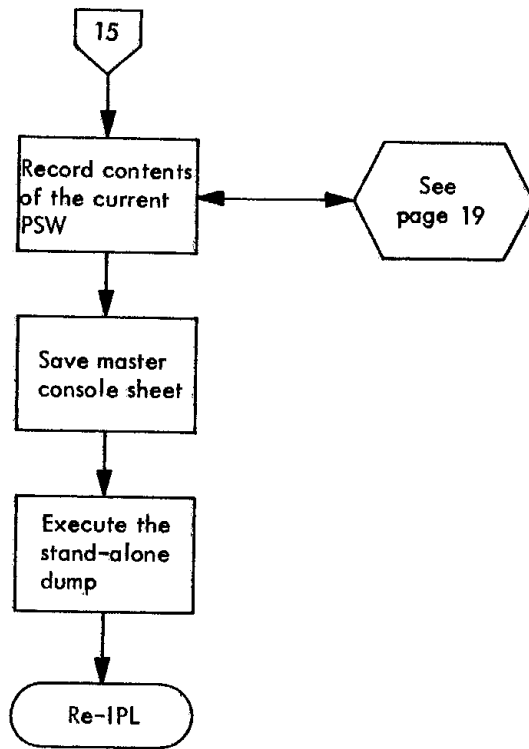 15
Record contents
of the current
PSW
See
page 19
Save master
console sheet
Execute the
stand-alone
dump
Re-IPL